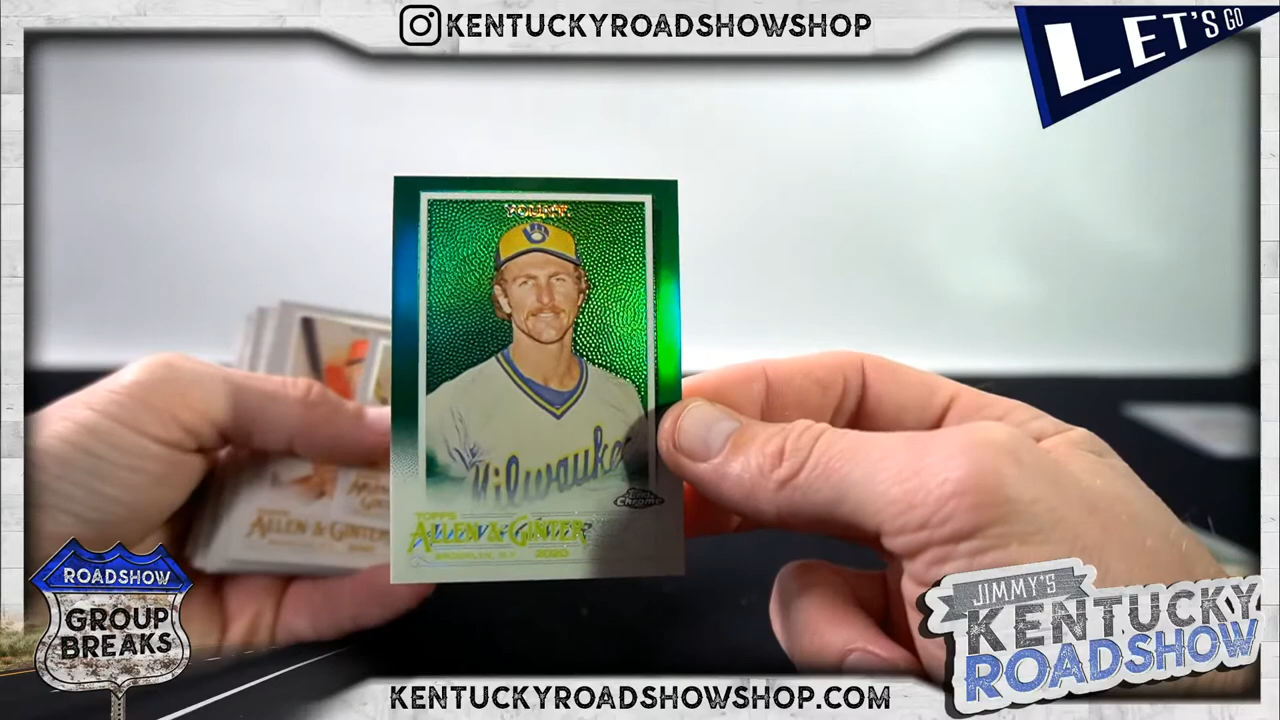 KENTUCKYROADSHOWSHOP
LET'S GO
YOUNT
Milwaukee
Topps
Chrome
TOPPS
ALLEN & GINTER
2020
ALLEN & GINTER
ROADSHOW
GROUP
BREAKS
JIMMY'S
KENTUCKY
ROADSHOW
KENTUCKYROADSHOWSHOP.COM